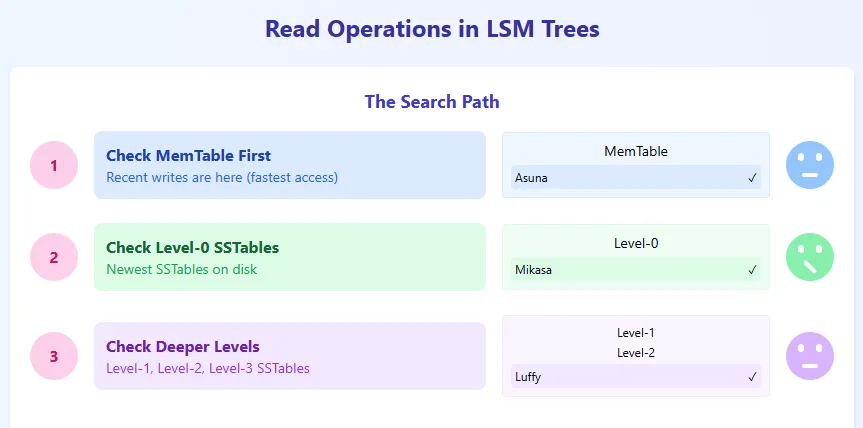 Read Operations in LSM Trees
The Search Path
1
Check MemTable First
Recent writes are here (fastest access)
MemTable
Asuna ✓
2
Check Level-0 SSTables
Newest SSTables on disk
Level-0
Mikasa ✓
3
Check Deeper Levels
Level-1, Level-2, Level-3 SSTables
Level-1
Level-2
Luffy ✓